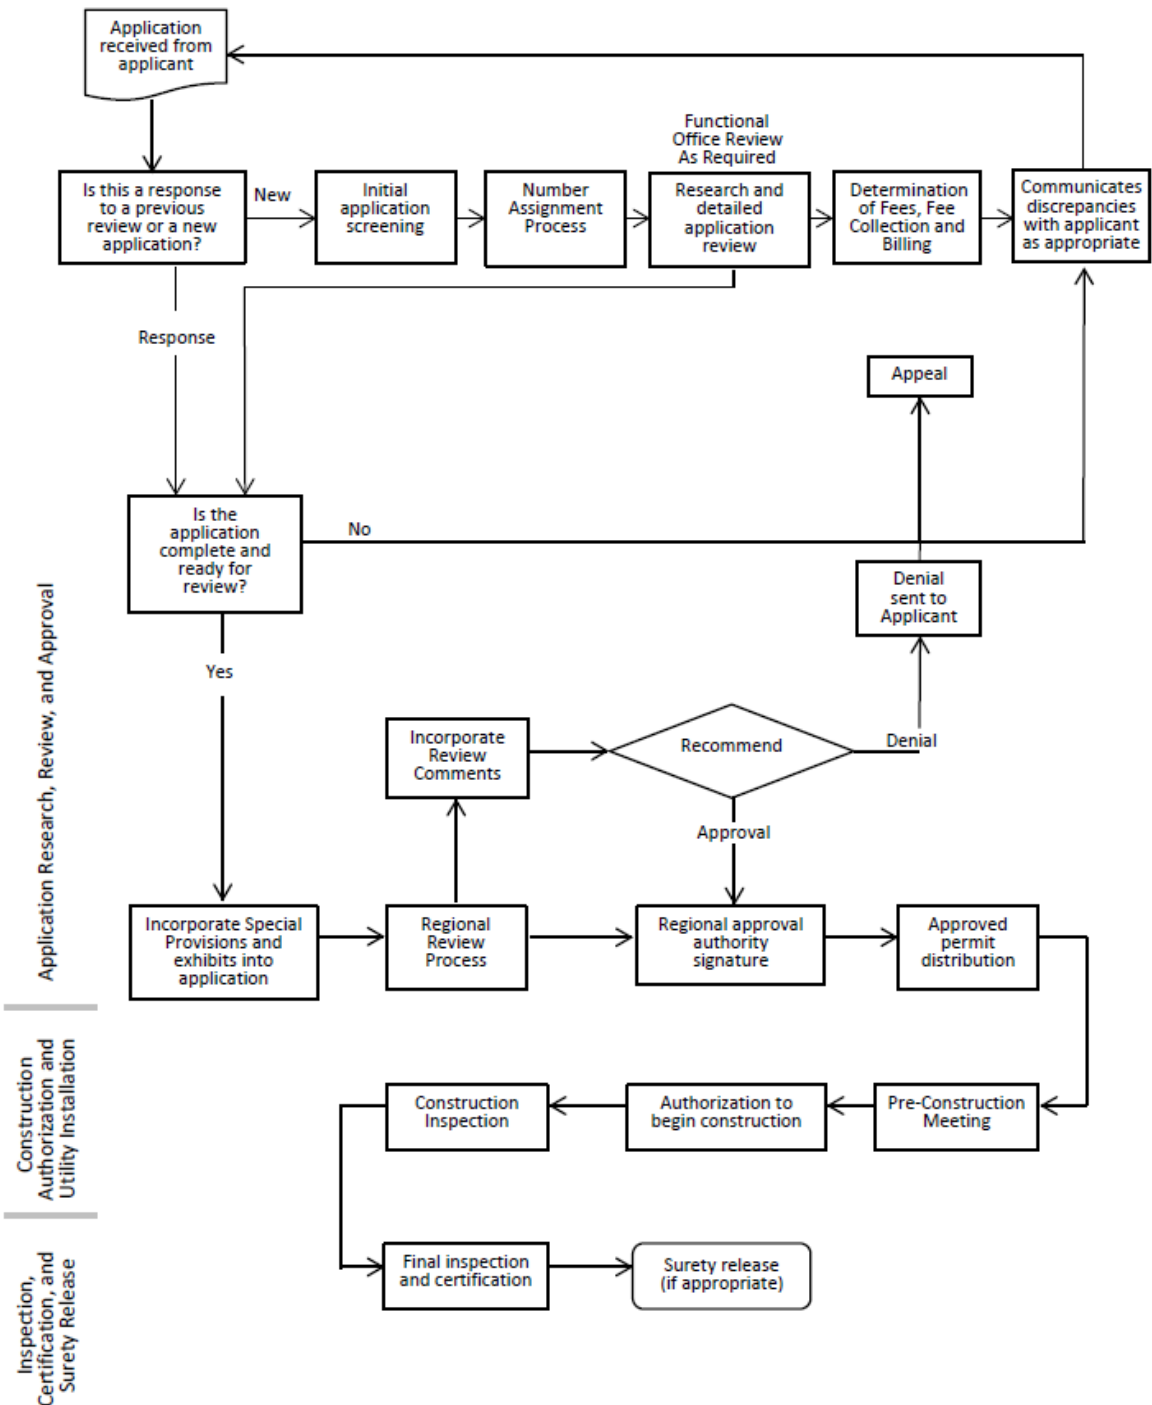 Application
received from
applicant
Functional
Office Review
As Required
Is this a response
to a previous
review or a new
application?
New
Initial
application
screening
Number
Assignment
Process
Research and
detailed
application
review
Determination
of Fees, Fee
Collection and
Billing
Communicates
discrepancies
with applicant
as appropriate
Response
Appeal
Is the
application
complete and
ready for
review?
No
Denial
sent to
Applicant
Yes
Incorporate
Review
Comments
Recommend
Denial
Approval
Incorporate Special
Provisions and
exhibits into
application
Regional
Review
Process
Regional approval
authority
signature
Approved
permit
distribution
Application Research, Review, and Approval
Construction
Inspection
Authorization to
begin construction
Pre-Construction
Meeting
Construction
Authorization and
Utility Installation
Final inspection
and certification
Surety release
(if appropriate)
Inspection,
Certification, and
Surety Release